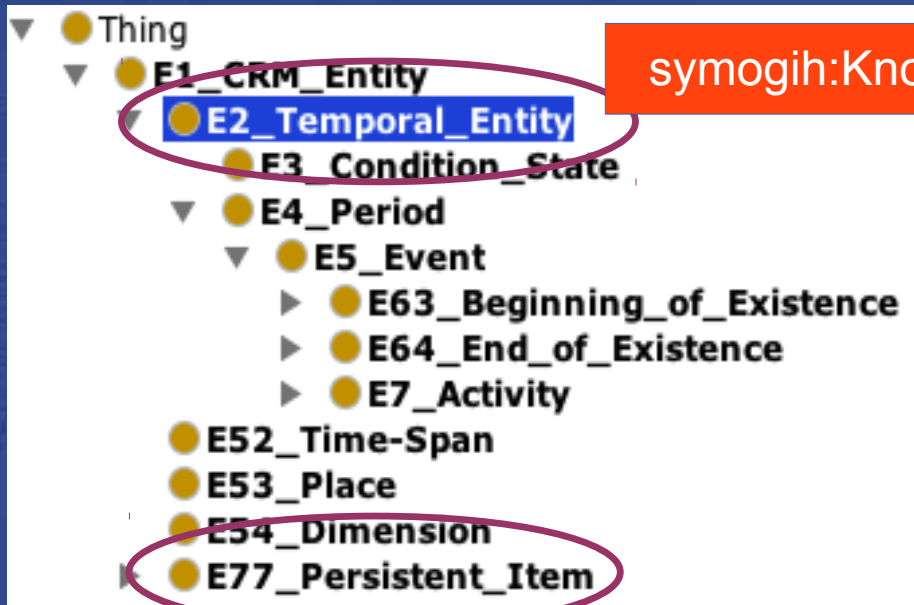 Thing
E1_CRM_Entity
symogih:Kno
E2_Temporal_Entity
E3_Condition_State
E4_Period
E5_Event
E63_Beginning_of_Existence
E64_End_of_Existence
E7_Activity
E52_Time-Span
E53_Place
E54_Dimension
E77_Persistent_Item